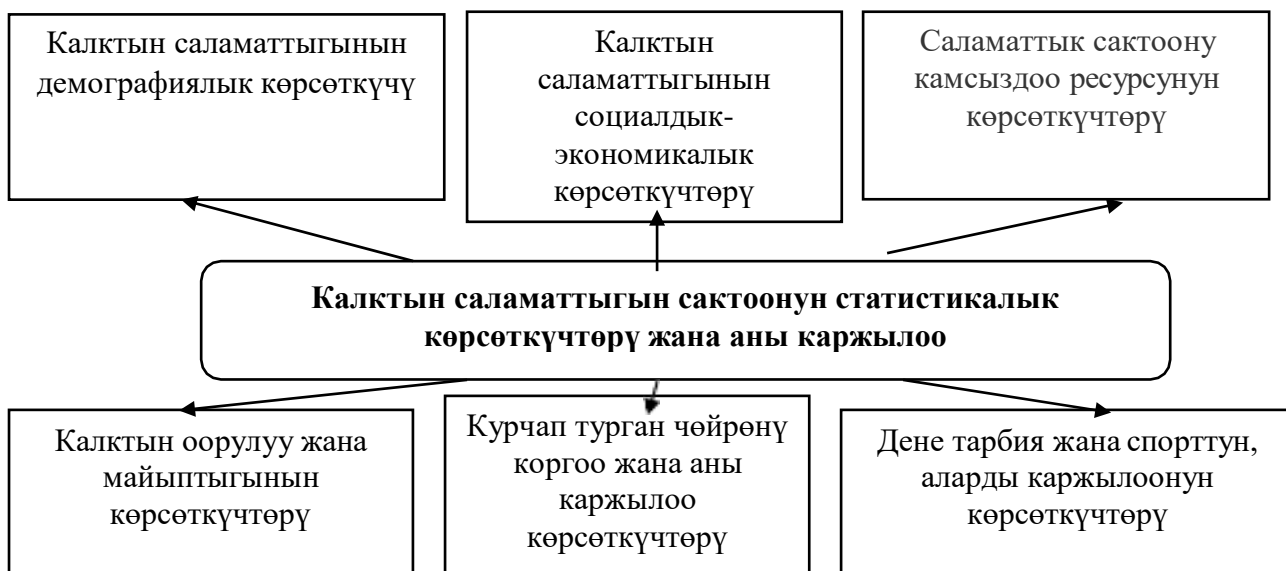 Калктын саламаттыгынын
демографиялык көрсөткүчү
Калктын
саламаттыгынын
социалдык-
экономикалык
көрсөткүчтөрү
Саламаттык сактоону
камсыздоо ресурсунун
көрсөткүчтөрү
Калктын саламаттыгын сактоонун статистикалык
көрсөткүчтөрү жана аны каржылоо
Калктын оорулуу жана
майыптыгынын
көрсөткүчтөрү
Курчап турган чөйрөнү
коргоо жана аны
каржылоо
көрсөткүчтөрү
Дене тарбия жана спорттун,
аларды каржылоонун
көрсөткүчтөрү